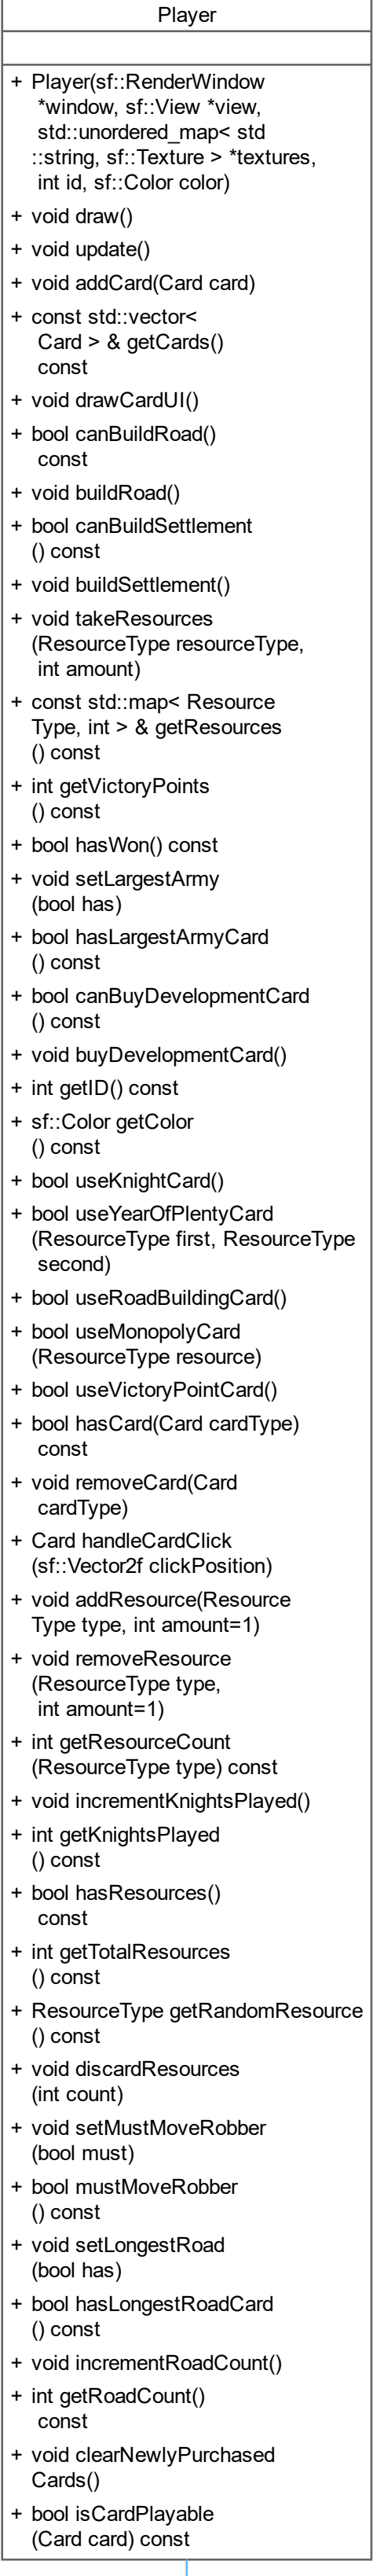 Player
+ Player(sf::RenderWindow
*window, sf::View *view,
std::unordered_map< std
::string, sf::Texture > *textures,
int id, sf::Color color)
+ void draw()
+ void update()
+ void addCard(Card card)
+ const std::vector<
Card > & getCards()
const
+ void drawCardUI()
+ bool canBuildRoad()
const
+ void buildRoad()
+ bool canBuildSettlement
() const
+ void buildSettlement()
+ void takeResources
(ResourceType resourceType,
int amount)
+ const std::map< Resource
Type, int > & getResources
() const
+ int getVictoryPoints
() const
+ bool hasWon() const
+ void setLargestArmy
(bool has)
+ bool hasLargestArmyCard
() const
+ bool canBuyDevelopmentCard
() const
+ void buyDevelopmentCard()
+ int getID() const
+ sf::Color getColor
() const
+ bool useKnightCard()
+ bool useYearOfPlentyCard
(ResourceType first, ResourceType
second)
+ bool useRoadBuildingCard()
+ bool useMonopolyCard
(ResourceType resource)
+ bool useVictoryPointCard()
+ bool hasCard(Card cardType)
const
+ void removeCard(Card
cardType)
+ Card handleCardClick
(sf::Vector2f clickPosition)
+ void addResource(Resource
Type type, int amount=1)
+ void removeResource
(ResourceType type,
int amount=1)
+ int getResourceCount
(ResourceType type) const
+ void incrementKnightsPlayed()
+ int getKnightsPlayed
() const
+ bool hasResources()
const
+ int getTotalResources
() const
+ ResourceType getRandomResource
() const
+ void discardResources
(int count)
+ void setMustMoveRobber
(bool must)
+ bool mustMoveRobber
() const
+ void setLongestRoad
(bool has)
+ bool hasLongestRoadCard
() const
+ void incrementRoadCount()
+ int getRoadCount()
const
+ void clearNewlyPurchased
Cards()
+ bool isCardPlayable
(Card card) const